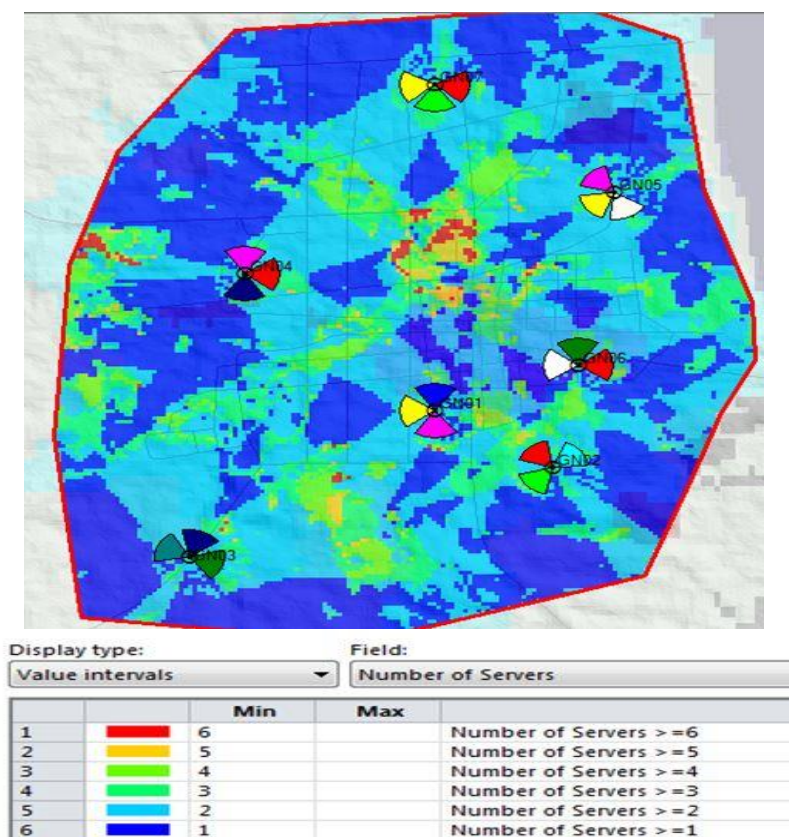 GN07
GN05
GN04
GN06
GN01
GN02
GN03
Display type: Field:
Value intervals Number of Servers
Min Max
1 6 Number of Servers >=6
2 5 Number of Servers >=5
3 4 Number of Servers >=4
4 3 Number of Servers >=3
5 2 Number of Servers >=2
6 1 Number of Servers >=1